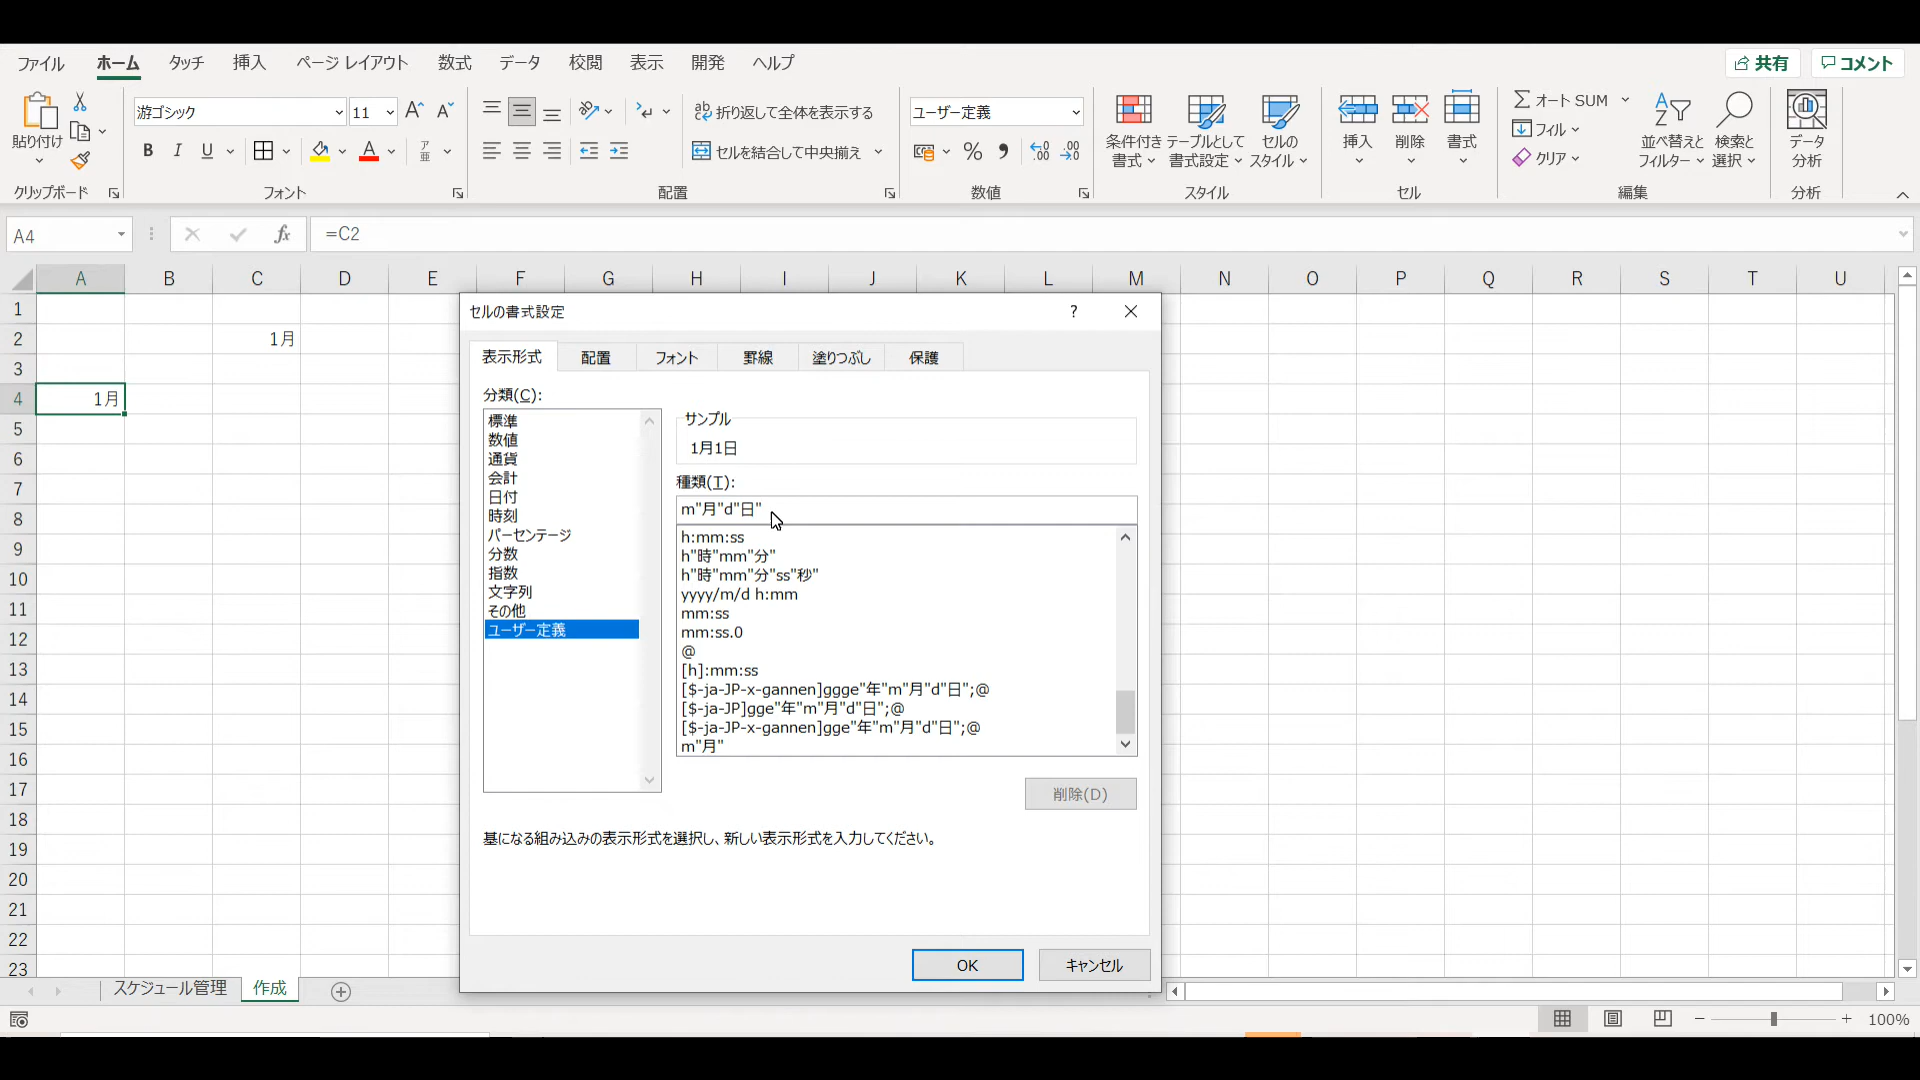 ファイル ホーム タッチ 挿入 ページ レイアウト 数式 データ 校閲 表示 開発 ヘルプ 共有 コメント
游ゴシック 11 A A
ab 折り返して全体を表示する
ユーザー定義
貼り付け
B I U A ア亜
セルを結合して中央揃え
% 9 .00 .00
条件付き書式 テーブルとして書式設定 セルのスタイル
挿入 削除 書式
Σ オート SUM
フィル
クリア
並べ替えとフィルター 検索と選択
データ分析
クリップボード フォント 配置 数値 スタイル セル 編集 分析
A4 fx =C2
A B C D E F G H I J K L M N O P Q R S T U
1
2 1月
3
4 1月
5
6
7
8
9
10
11
12
13
14
15
16
17
18
19
20
21
22
23
セルの書式設定 ?
表示形式 配置 フォント 罫線 塗りつぶし 保護
分類(C):
標準
数値
通貨
会計
日付
時刻
パーセンテージ
分数
指数
文字列
その他
ユーザー定義
サンプル
1月1日
種類(T):
m"月"d"日"
h:mm:ss
h"時"mm"分"
h"時"mm"分"ss"秒"
yyyy/m/d h:mm
mm:ss
mm:ss.0
@
[h]:mm:ss
[$-ja-JP-x-gannen]ggge"年"m"月"d"日";@
[$-ja-JP]gge"年"m"月"d"日";@
[$-ja-JP-x-gannen]gge"年"m"月"d"日";@
m"月"
削除(D)
基になる組み込みの表示形式を選択し、新しい表示形式を入力してください。
OK キャンセル
スケジュール管理 作成
100%